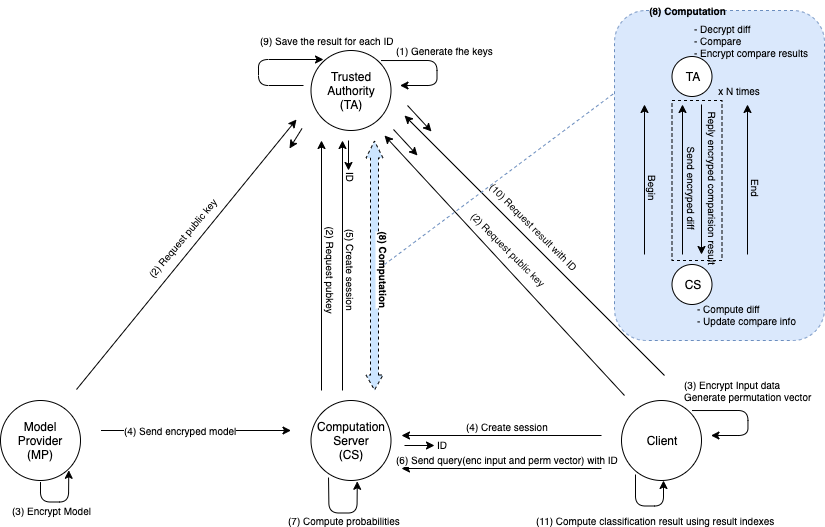 (8) Computation
- Decrypt diff
- Compare
- Encrypt compare results
TA
x N times
Begin
Send encrypted diff
Reply encrypted comparision result
End
CS
- Compute diff
- Update compare info
(9) Save the result for each ID
(1) Generate fhe keys
Trusted
Authority
(TA)
ID
(2) Request public key
(2) Request pubkey
(5) Create session
(8) Computation
(2) Request public key
(10) Request result with ID
Model
Provider
(MP)
(3) Encrypt Model
(4) Send encrypted model
Computation
Server
(CS)
(7) Compute probabilities
(4) Create session
ID
(6) Send query(enc input and perm vector) with ID
Client
(3) Encrypt Input data
Generate permutation vector
(11) Compute classification result using result indexes